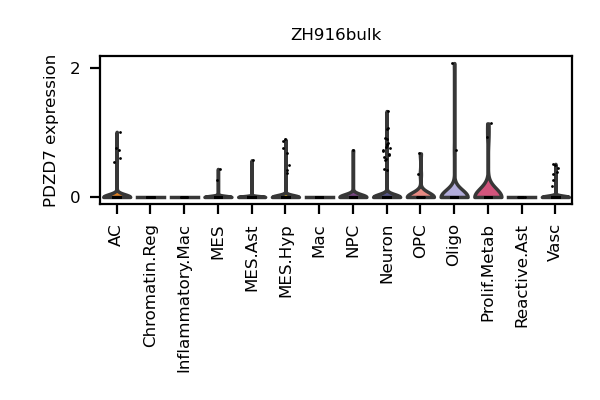 ZH916bulk
PDZD7 expression
2
0
AC
Chromatin.Reg
Inflammatory.Mac
MES
MES.Ast
MES.Hyp
Mac
NPC
Neuron
OPC
Oligo
Prolif.Metab
Reactive.Ast
Vasc